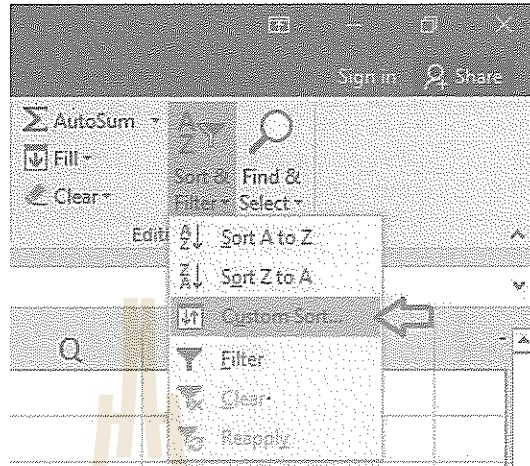 Sign in Share
AutoSum
Fill
Clear
Sort &
Filter
Find &
Select
Editi
Sort A to Z
Sort Z to A
Custom Sort...
Filter
Clear
Reapply
Q